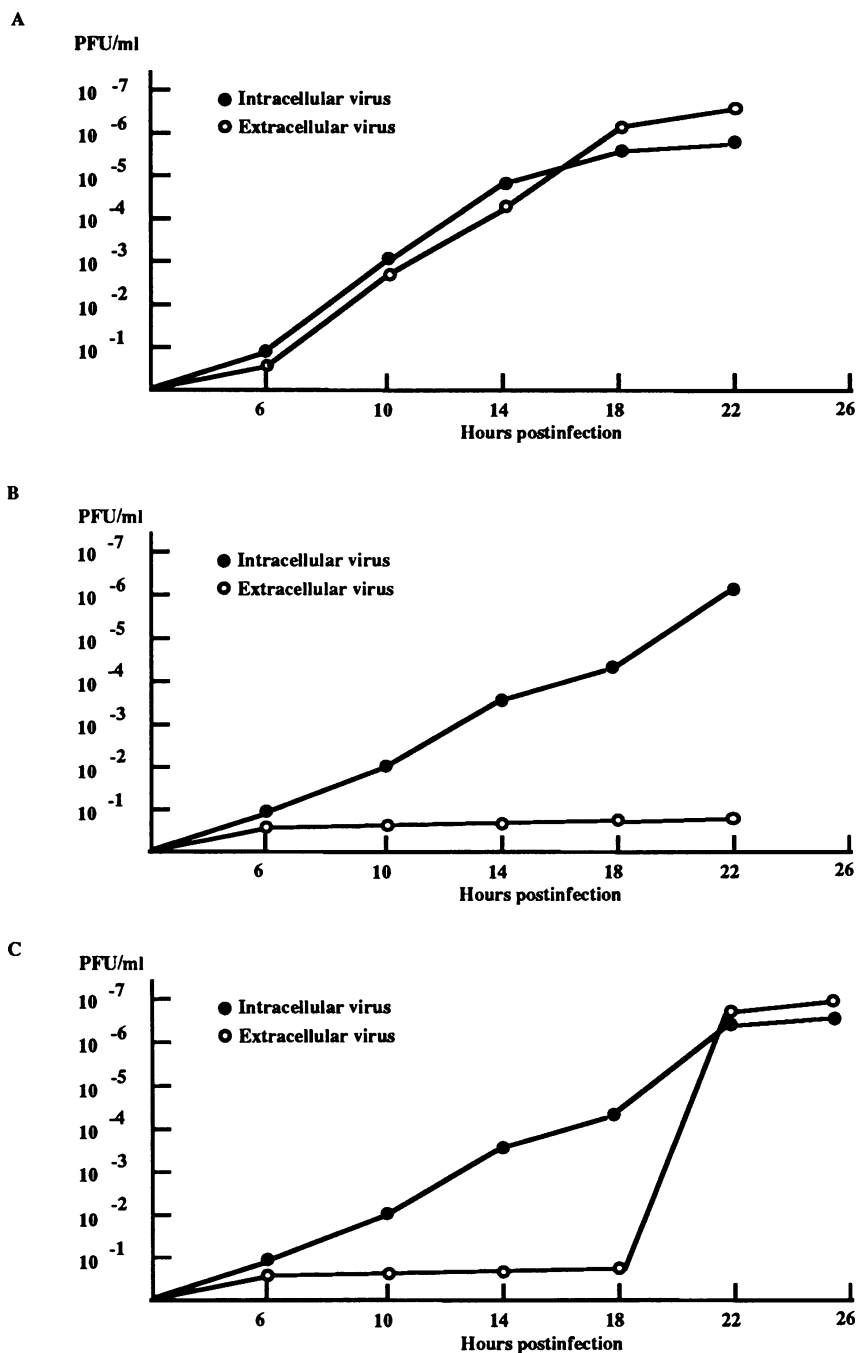 A
PFU/ml
10 -7
10 -6
10 -5
10 -4
10 -3
10 -2
10 -1
Intracellular virus
Extracellular virus
6 10 14 18 22 26
Hours postinfection
B
PFU/ml
10 -7
10 -6
10 -5
10 -4
10 -3
10 -2
10 -1
Intracellular virus
Extracellular virus
6 10 14 18 22 26
Hours postinfection
C
PFU/ml
10 -7
10 -6
10 -5
10 -4
10 -3
10 -2
10 -1
Intracellular virus
Extracellular virus
6 10 14 18 22 26
Hours postinfection